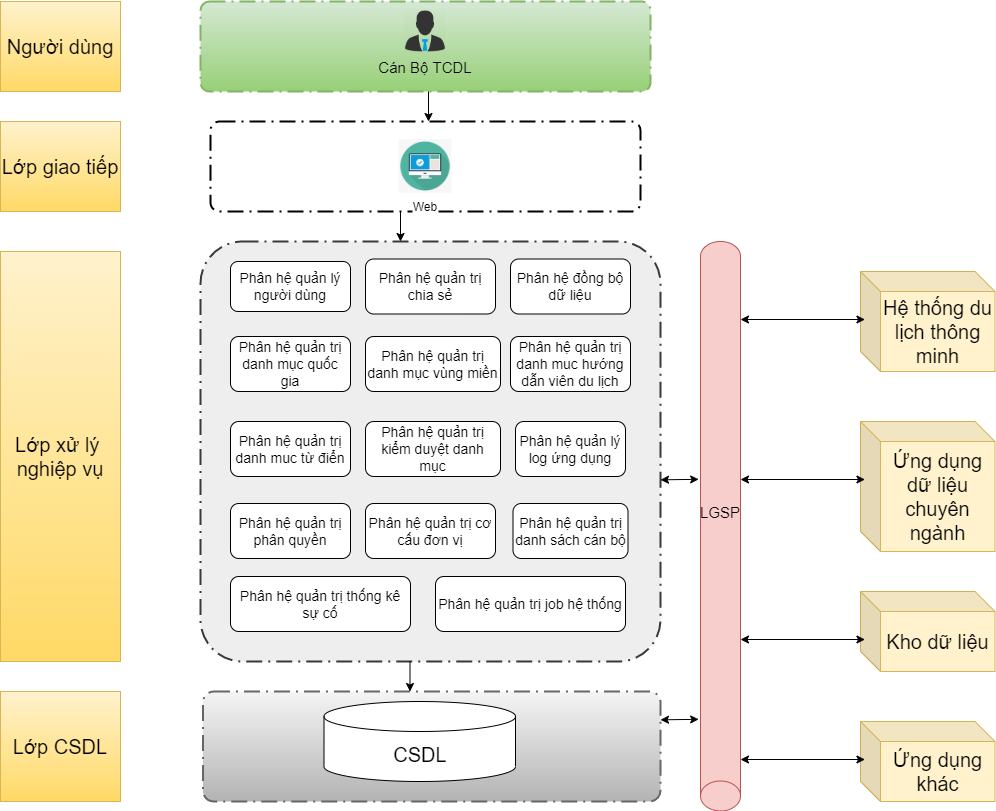 Người dùng
Cán Bộ TCDL
Lớp giao tiếp
Web
Lớp xử lý
nghiệp vụ
Phân hệ quản lý
người dùng
Phân hệ quản trị
chia sẻ
Phân hệ đồng bộ
dữ liệu
Phân hệ quản trị
danh mục quốc
gia
Phân hệ quản trị
danh mục vùng miền
Phân hệ quản trị
danh muc hướng
dẫn viên du lịch
Phân hệ quản trị
danh muc từ điển
Phân hệ quản trị
kiểm duyệt danh
mục
Phân hệ quản lý
log ứng dụng
Phân hệ quản trị
phân quyền
Phân hệ quản trị cơ
cấu đơn vị
Phân hệ quản trị
danh sách cán bộ
Phân hệ quản trị thống kê
sự cố
Phân hệ quản trị job hệ thống
LGSP
Hệ thống du
lịch thông
minh
Ứng dụng
dữ liệu
chuyên
ngành
Kho dữ liệu
Ứng dụng
khác
Lớp CSDL
CSDL